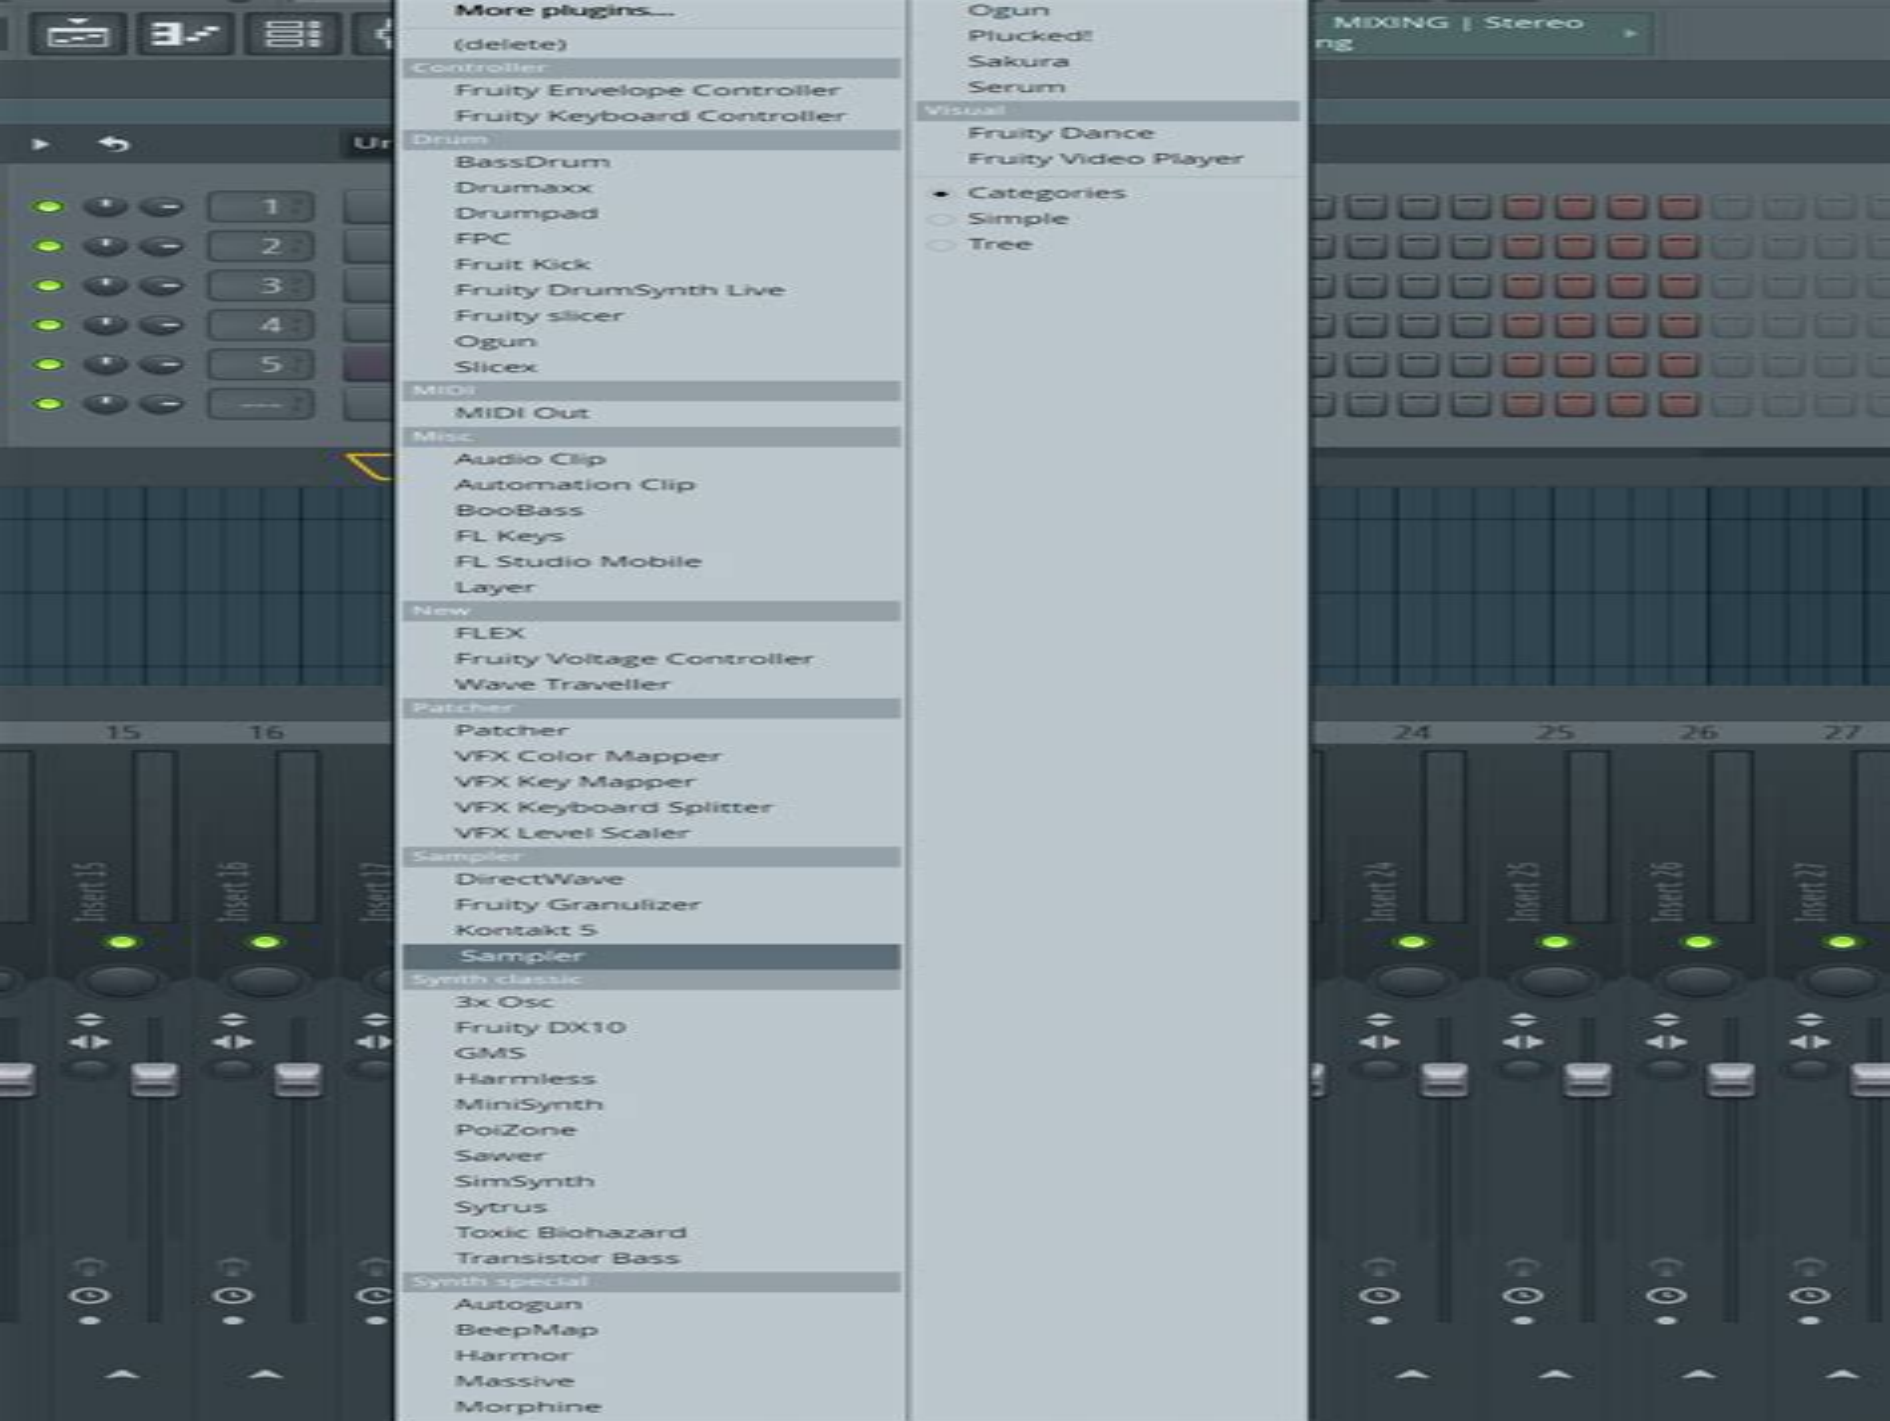 More plugins...
(delete)
Controller
Fruity Envelope Controller
Fruity Keyboard Controller
Drum
BassDrum
Drumaxx
Drumpad
FPC
Fruit Kick
Fruity DrumSynth Live
Fruity slicer
Ogun
Slicex
MIDI
MIDI Out
Misc
Audio Clip
Automation Clip
BooBass
FL Keys
FL Studio Mobile
Layer
New
FLEX
Fruity Voltage Controller
Wave Traveller
Patcher
Patcher
VFX Color Mapper
VFX Key Mapper
VFX Keyboard Splitter
VFX Level Scaler
Sampler
DirectWave
Fruity Granulizer
Kontakt 5
Sampler
Synth classic
3x Osc
Fruity DX10
GMS
Harmless
MiniSynth
PoiZone
Sawer
SimSynth
Sytrus
Toxic Biohazard
Transistor Bass
Synth special
Autogun
BeepMap
Harmor
Massive
Morphine
Ogun
Plucked!
Sakura
Serum
Visual
Fruity Dance
Fruity Video Player
Categories
Simple
Tree
MIXING | Stereo
ng
Ur
1
2
3
4
5
---
15 16 24 25 26 27
Insert 15
Insert 16
Insert 17
Insert 24
Insert 25
Insert 26
Insert 27